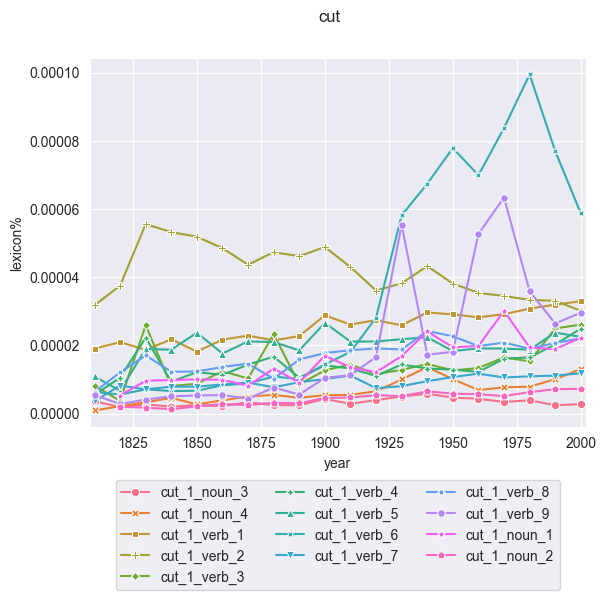 cut
0.00010
0.00008
0.00006
0.00004
0.00002
0.00000
lexicon%
1825 1850 1875 1900 1925 1950 1975 2000
year
cut_1_noun_3 cut_1_verb_4 cut_1_verb_8
cut_1_noun_4 cut_1_verb_5 cut_1_verb_9
cut_1_verb_1 cut_1_verb_6 cut_1_noun_1
cut_1_verb_2 cut_1_verb_7 cut_1_noun_2
cut_1_verb_3